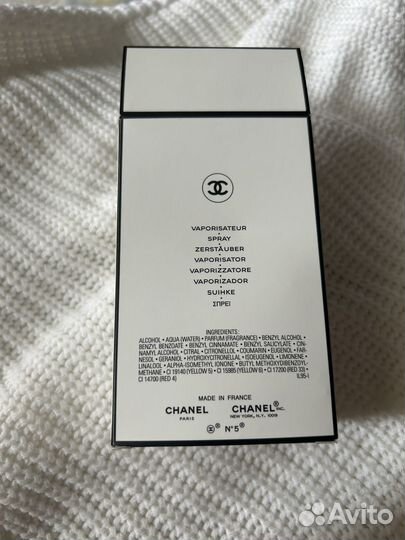 VAPORISATEUR
•
SPRAY
•
ZERSTÄUBER
•
VAPORISATOR
•
VAPORIZZATORE
•
VAPORIZADOR
•
SUIHKE
•
ΣΠΡΕΙ
INGREDIENTS:
ALCOHOL • AQUA (WATER) • PARFUM (FRAGRANCE) • BENZYL ALCOHOL •
BENZYL BENZOATE • BENZYL CINNAMATE • BENZYL SALICYLATE • CIN-
NAMYL ALCOHOL • CITRAL • CITRONELLOL • COUMARIN • EUGENOL • FAR-
NESOL • GERANIOL • HYDROXYCITRONELLAL • ISOEUGENOL • LIMONENE •
LINALOOL • ALPHA-ISOMETHYL IONONE • BUTYL METHOXYDIBENZOYL-
METHANE • CI 19140 (YELLOW 5) • CI 15985 (YELLOW 6) • CI 17200 (RED 33) •
CI 14700 (RED 4) IL95-I
MADE IN FRANCE
CHANEL CHANEL® INC.
PARIS NEW YORK, N.Y. 10019
® N°5®
Avito